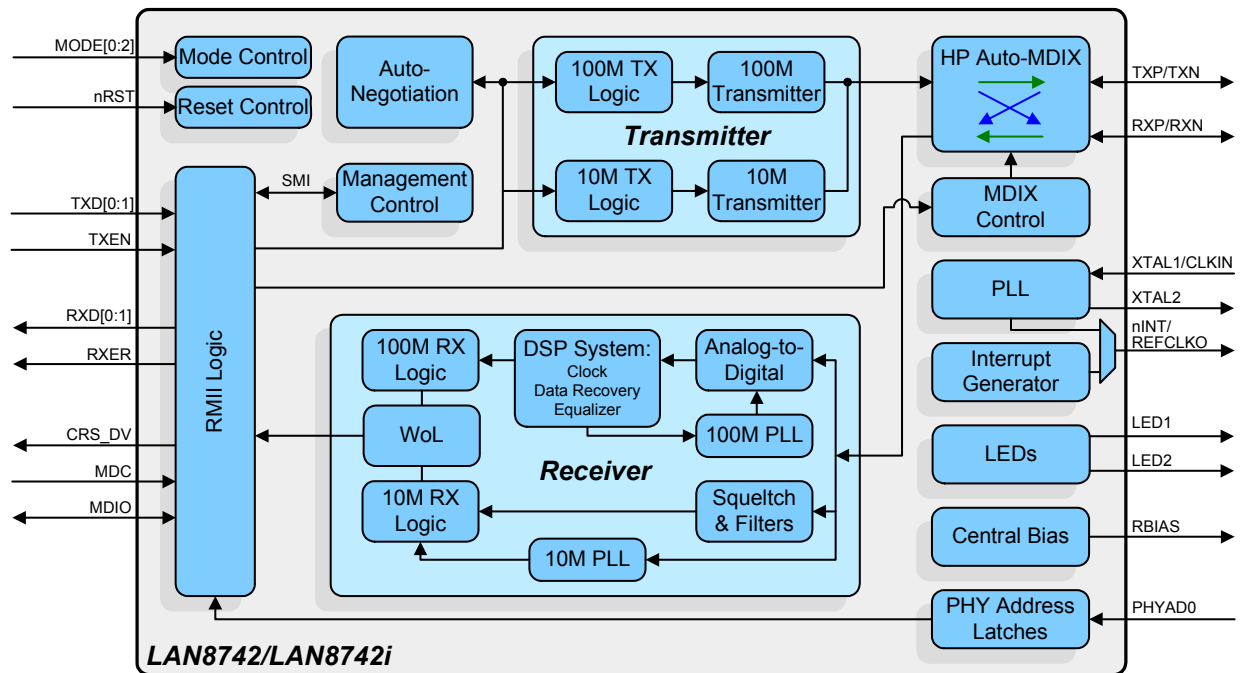 MODE[0:2]
nRST
Mode Control
Reset Control
Auto-
Negotiation
100M TX
Logic
100M
Transmitter
Transmitter
10M TX
Logic
10M
Transmitter
HP Auto-MDIX
TXP/TXN
RXP/RXN
SMI
Management
Control
MDIX
Control
TXD[0:1]
TXEN
RXD[0:1]
RXER
CRS_DV
MDC
MDIO
RMII Logic
100M RX
Logic
DSP System:
Clock
Data Recovery
Equalizer
Analog-to-
Digital
100M PLL
WoL
Receiver
10M RX
Logic
Squeltch
& Filters
10M PLL
PLL
XTAL1/CLKIN
XTAL2
nINT/
REFCLKO
Interrupt
Generator
LEDs
LED1
LED2
Central Bias
RBIAS
PHY Address
Latches
PHYAD0
LAN8742/LAN8742i